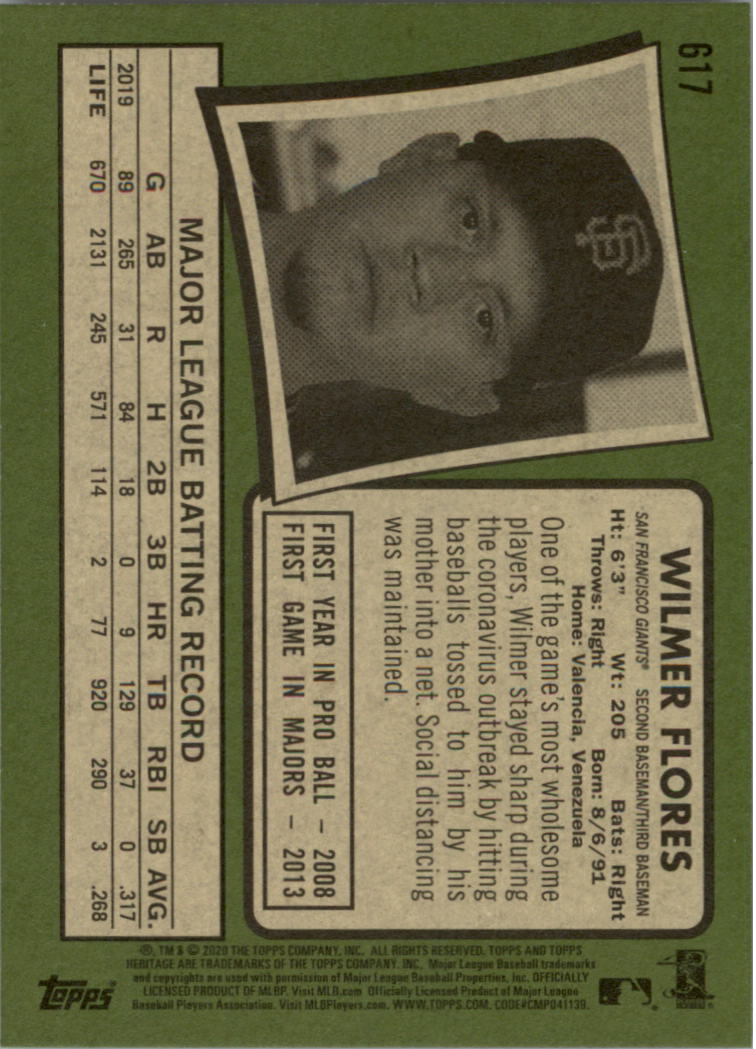 617
WILMER FLORES
SAN FRANCISCO GIANTS® SECOND BASEMAN/THIRD BASEMAN
Ht: 6'3" Wt: 205 Bats: Right
Throws: Right Born: 8/6/91
Home: Valencia, Venezuela
One of the game's most wholesome
players, Wilmer stayed sharp during
the coronavirus outbreak by hitting
baseballs tossed to him by his
mother into a net. Social distancing
was maintained.
FIRST YEAR IN PRO BALL – 2008
FIRST GAME IN MAJORS – 2013
MAJOR LEAGUE BATTING RECORD
G AB R H 2B 3B HR TB RBI SB AVG.
2019 89 265 31 84 18 0 9 129 37 0 .317
LIFE 670 2131 245 571 114 2 77 920 290 3 .268
®, TM & © 2020 THE TOPPS COMPANY, INC. ALL RIGHTS RESERVED. TOPPS AND TOPPS
HERITAGE ARE TRADEMARKS OF THE TOPPS COMPANY, INC. Major League Baseball trademarks
and copyrights are used with permission of Major League Baseball Properties, Inc. OFFICIALLY
LICENSED PRODUCT OF MLBP. Visit MLB.com Officially Licensed Product of Major League
Baseball Players Association. Visit MLBPlayers.com. WWW.TOPPS.COM. CODE#CMP041139.
topps®